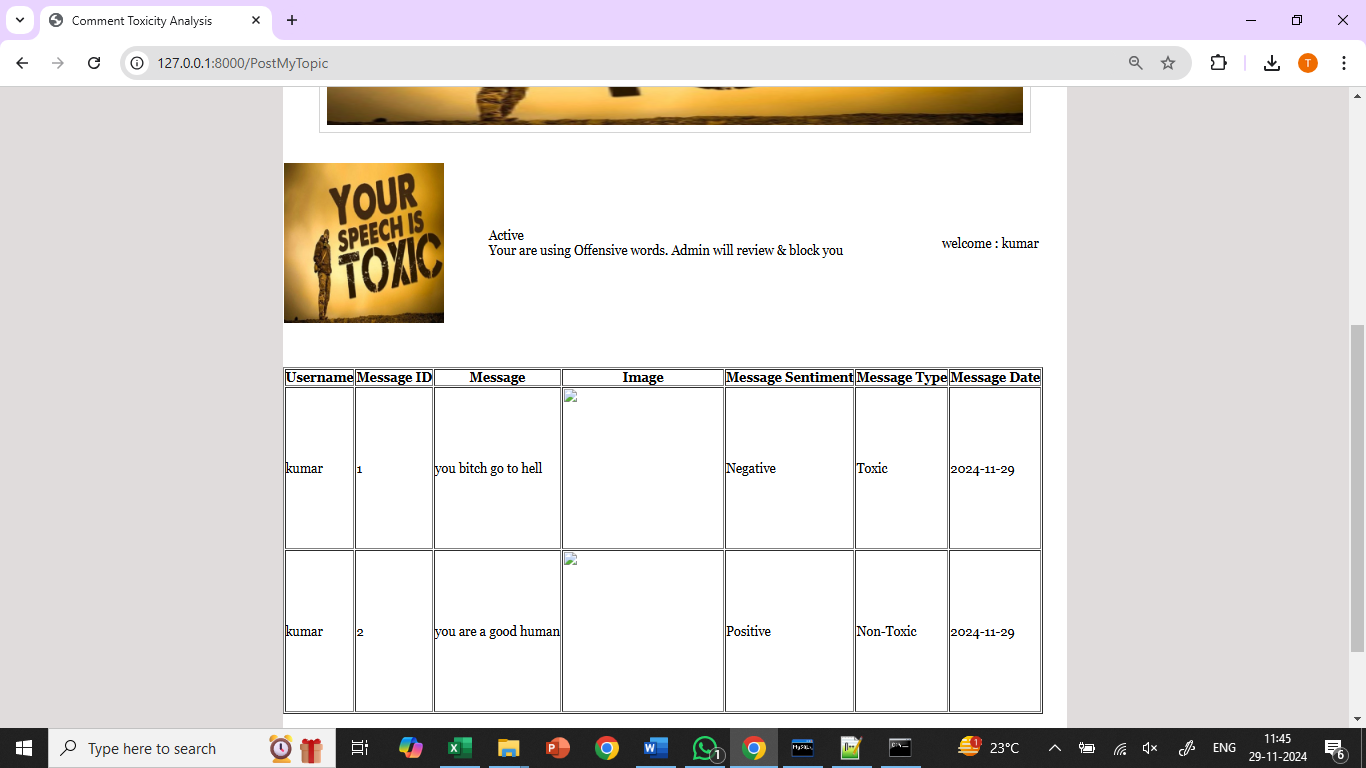 Comment Toxicity Analysis
127.0.0.1:8000/PostMyTopic
T
YOUR
SPEECH IS
TOXIC
Active
Your are using Offensive words. Admin will review & block you
welcome : kumar
Username Message ID Message Image Message Sentiment Message Type Message Date
kumar 1 you bitch go to hell Negative Toxic 2024-11-29
kumar 2 you are a good human Positive Non-Toxic 2024-11-29
Type here to search
1
1
23°C
ENG
11:45
29-11-2024
6